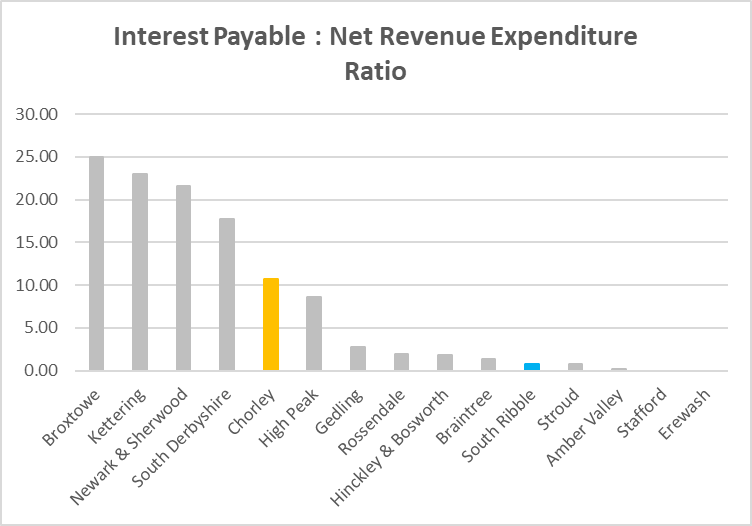 Interest Payable : Net Revenue Expenditure
Ratio
30.00
25.00
20.00
15.00
10.00
5.00
0.00
Broxtowe
Kettering
Newark & Sherwood
South Derbyshire
Chorley
High Peak
Gedling
Rossendale
Hinckley & Bosworth
Braintree
South Ribble
Stroud
Amber Valley
Stafford
Erewash